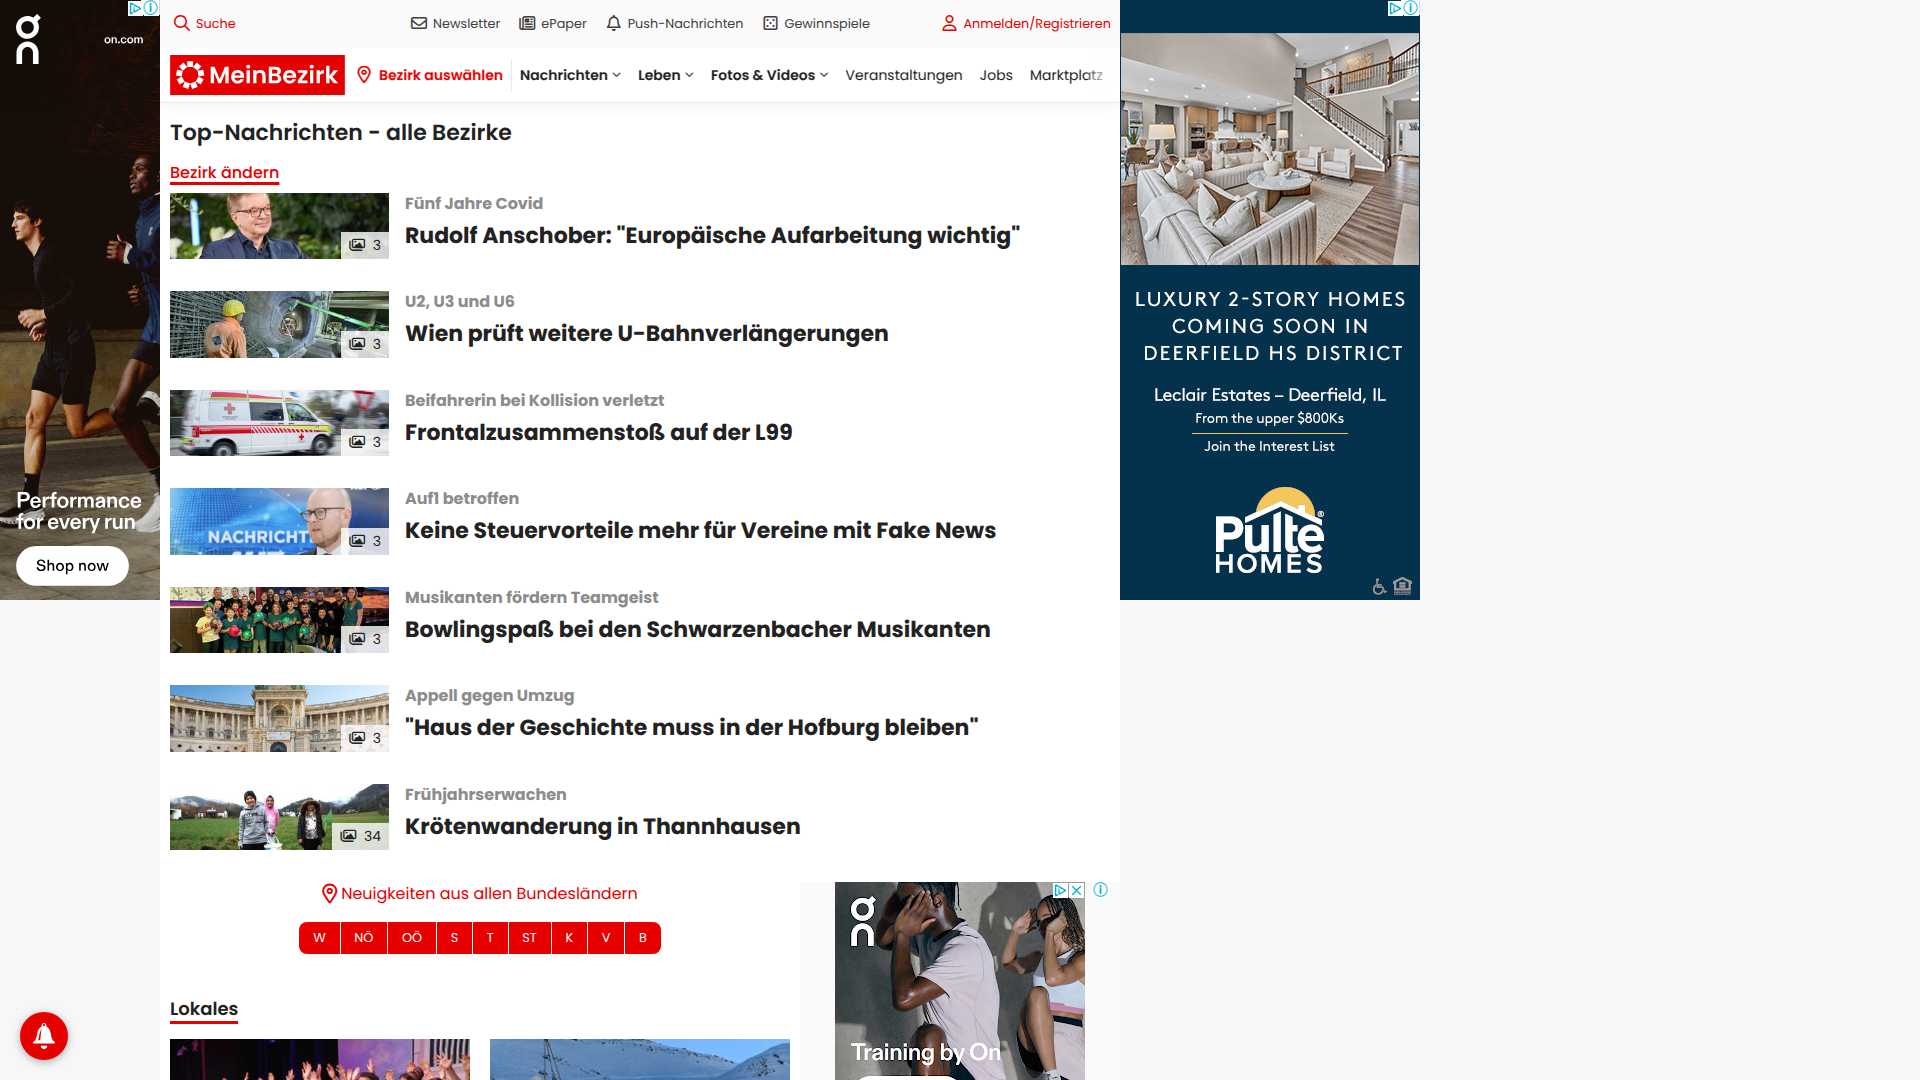 on.com
Performance
for every run
Shop now
Suche
Newsletter
ePaper
Push-Nachrichten
Gewinnspiele
Anmelden/Registrieren
MeinBezirk
Bezirk auswählen
Nachrichten
Leben
Fotos & Videos
Veranstaltungen
Jobs
Marktplatz
Top-Nachrichten - alle Bezirke
Bezirk ändern
3
Fünf Jahre Covid
Rudolf Anschober: "Europäische Aufarbeitung wichtig"
3
U2, U3 und U6
Wien prüft weitere U-Bahnverlängerungen
3
Beifahrerin bei Kollision verletzt
Frontalzusammenstoß auf der L99
NACHRICHT
3
Auf1 betroffen
Keine Steuervorteile mehr für Vereine mit Fake News
3
Musikanten fördern Teamgeist
Bowlingspaß bei den Schwarzenbacher Musikanten
3
Appell gegen Umzug
"Haus der Geschichte muss in der Hofburg bleiben"
34
Frühjahrserwachen
Krötenwanderung in Thannhausen
Neuigkeiten aus allen Bundesländern
W NÖ OÖ S T ST K V B
Lokales
on
Training by On
LUXURY 2-STORY HOMES
COMING SOON IN
DEERFIELD HS DISTRICT
Leclair Estates – Deerfield, IL
From the upper $800Ks
Join the Interest List
Pulte®
HOMES